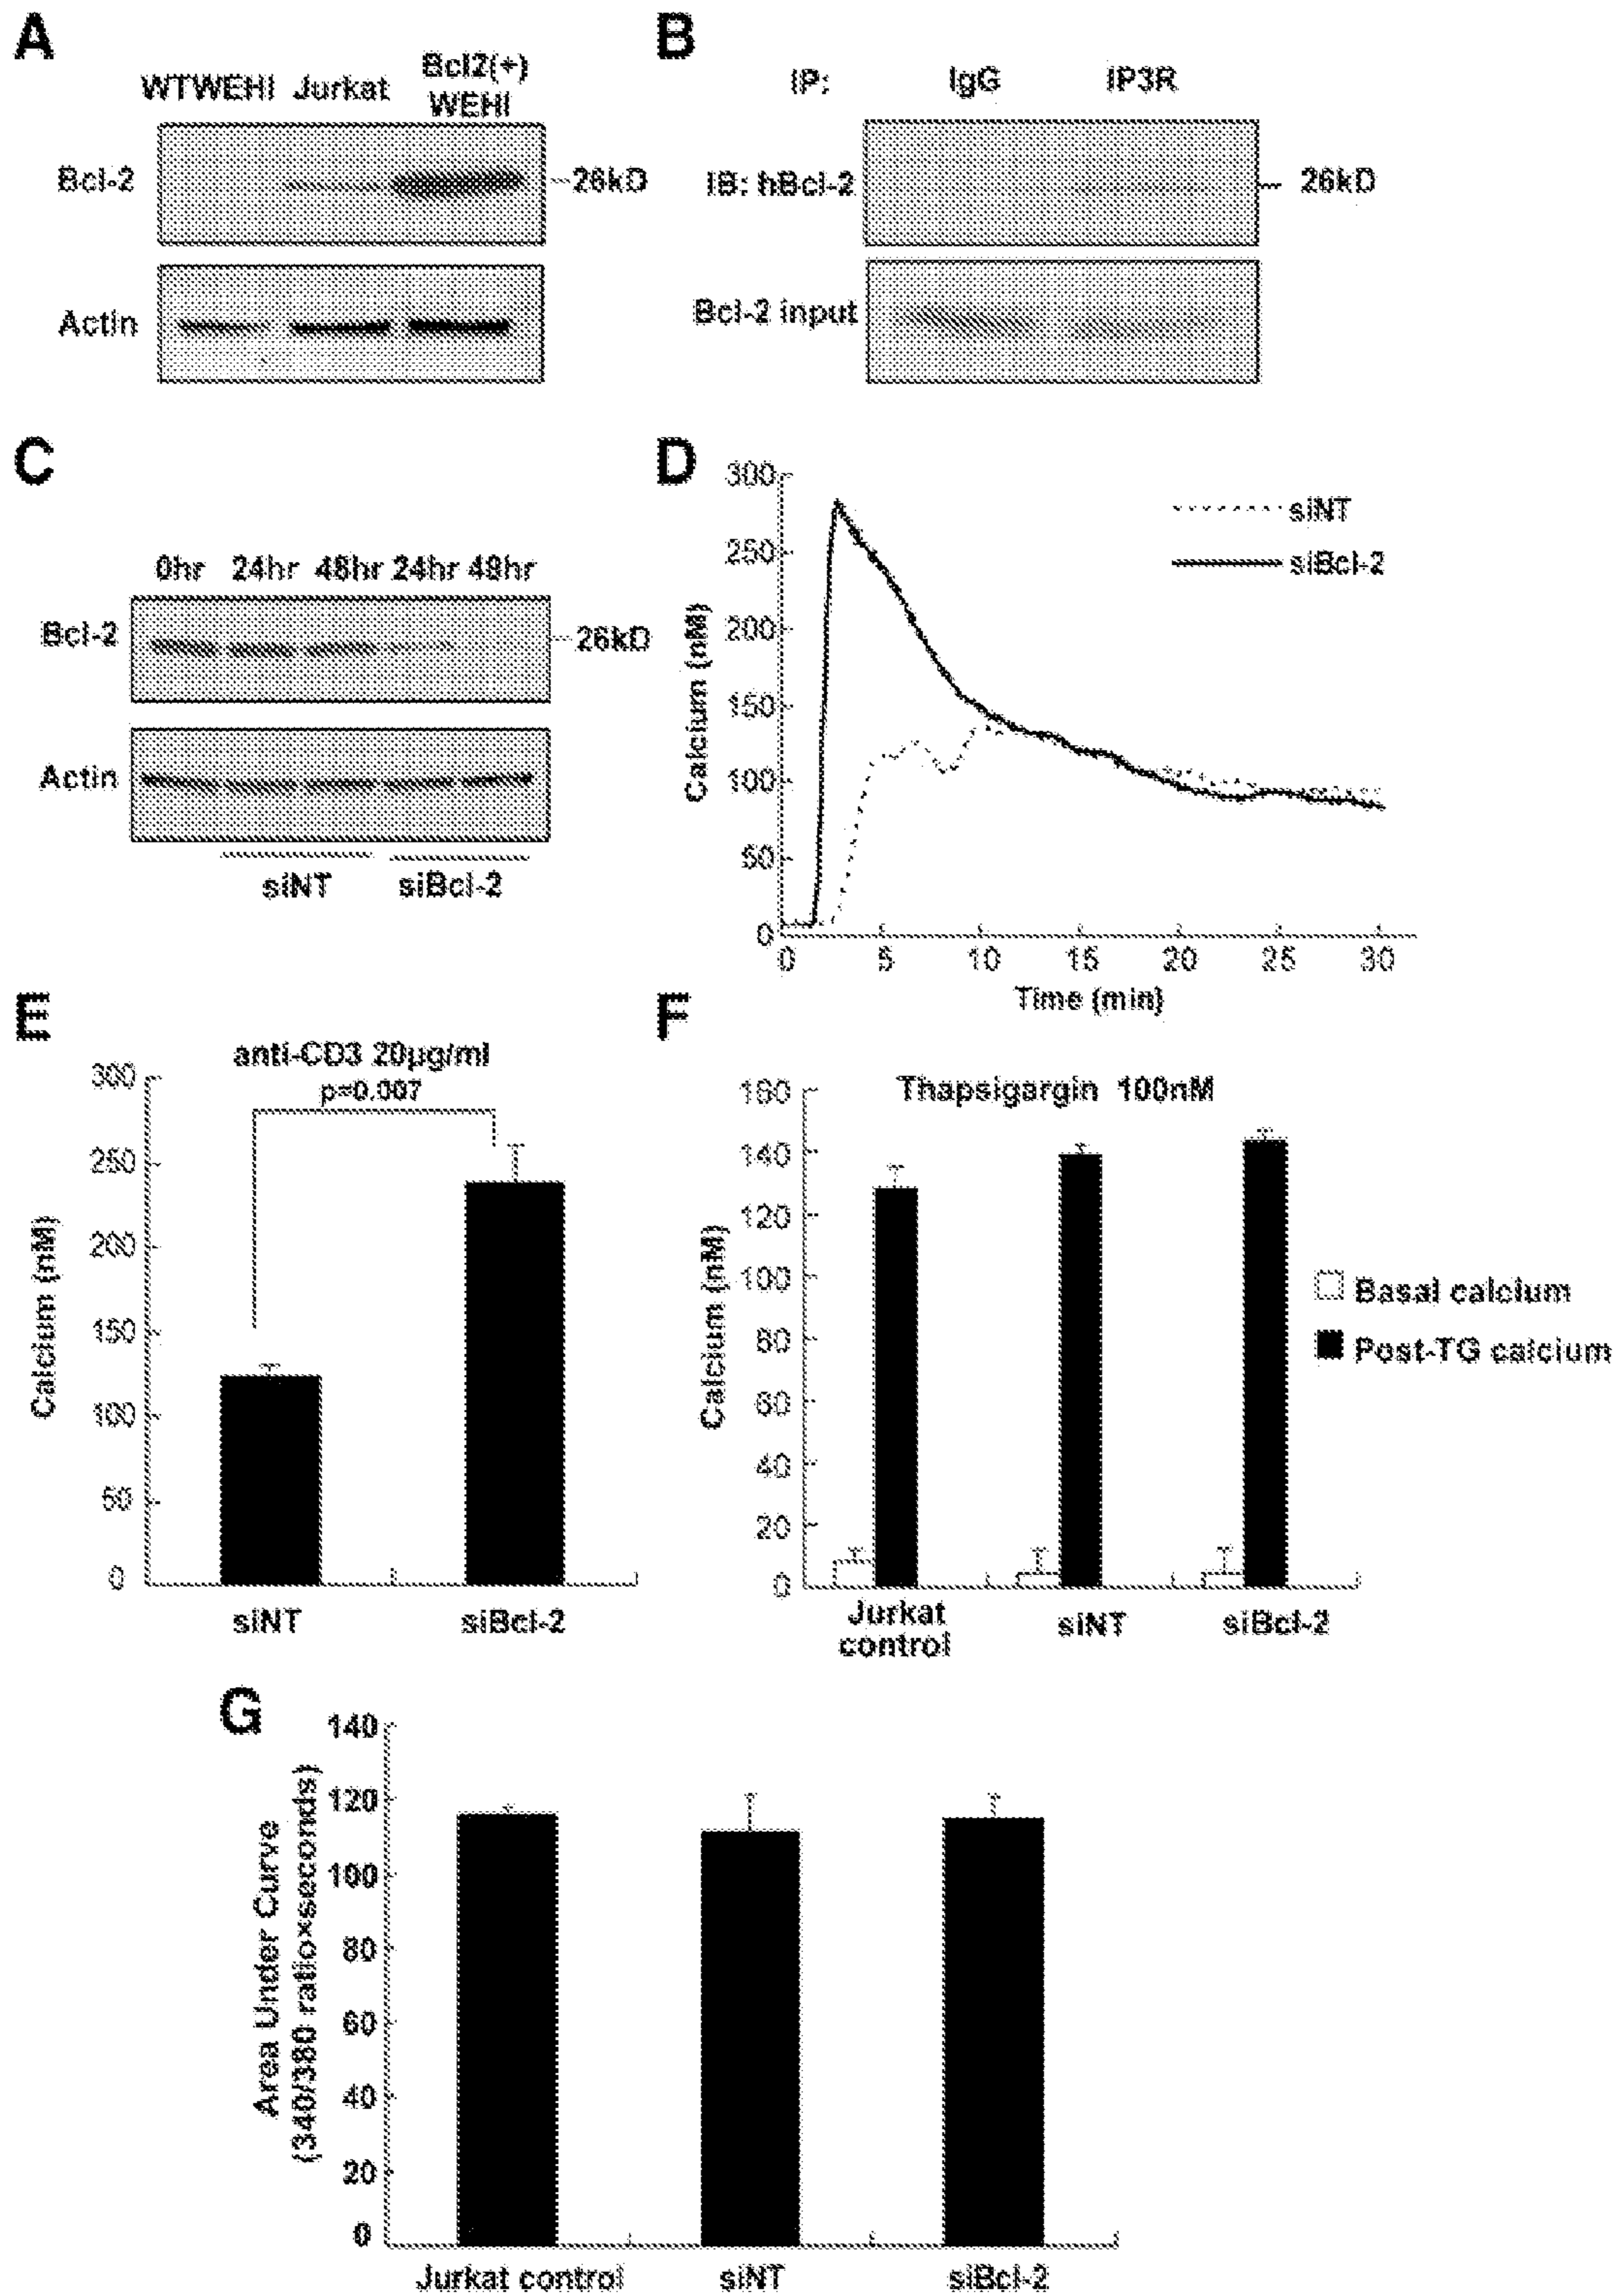 A
WTWEHI Jurkat Bcl2(+)
WEHI
Bcl-2
26kD
Actin
B
IP: IgG IP3R
IB: hBcl-2
26kD
Bcl-2 input
C
0hr 24hr 48hr 24hr 48hr
Bcl-2
26kD
Actin
siNT siBcl-2
D
300
250
200
150
100
50
0
Calcium (nM)
siNT
siBcl-2
0 5 10 15 20 25 30
Time (min)
E
anti-CD3 20µg/ml
p=0.007
300
250
200
150
100
50
0
Calcium (nM)
siNT siBcl-2
F
Thapsigargin 100nM
160
140
120
100
80
60
40
20
0
Calcium (nM)
Basal calcium
Post-TG calcium
Jurkat
control
siNT siBcl-2
G
140
120
100
80
60
40
20
0
Area Under Curve
(340/380 ratio×seconds)
Jurkat control siNT siBcl-2